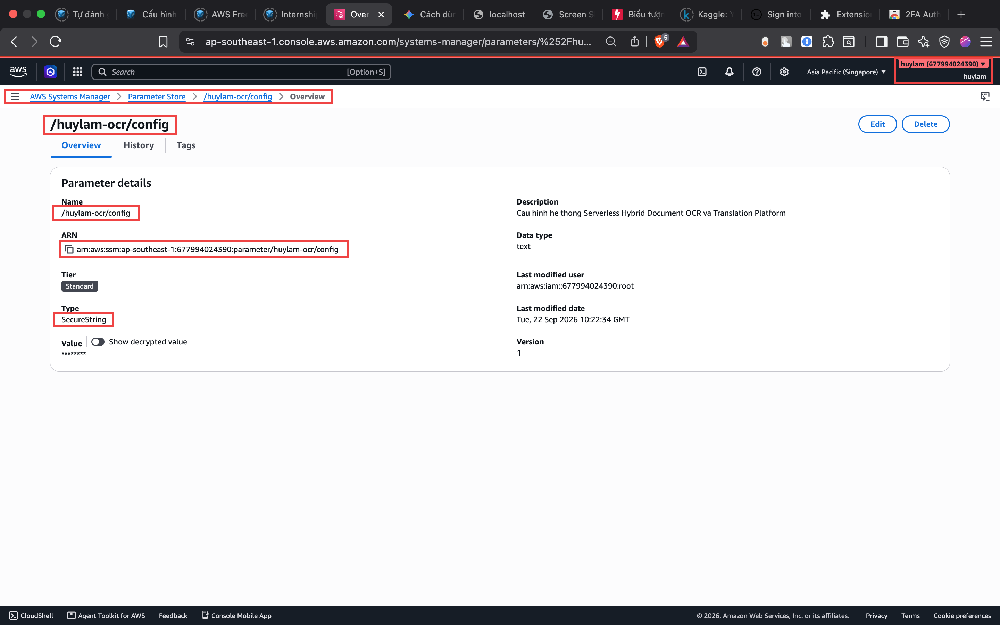 Tự đánh g
Cấu hình
AWS Free
Internshi
Over
Cách dùn
localhost
Screen S
Biểu tượn
Kaggle: Y
Sign into
Extension
2FA Auth
ap-southeast-1.console.aws.amazon.com/systems-manager/parameters/%252Fhu...
5
aws
Search
[Option+S]
Asia Pacific (Singapore)
huylam (677994024390)
huylam
AWS Systems Manager
Parameter Store
/huylam-ocr/config
Overview
/huylam-ocr/config
Edit
Delete
Overview
History
Tags
Parameter details
Name
/huylam-ocr/config
Description
Cau hinh he thong Serverless Hybrid Document OCR va Translation Platform
ARN
arn:aws:ssm:ap-southeast-1:677994024390:parameter/huylam-ocr/config
Data type
text
Tier
Standard
Last modified user
arn:aws:iam::677994024390:root
Type
SecureString
Last modified date
Tue, 22 Sep 2026 10:22:34 GMT
Value
Show decrypted value
********
Version
1
CloudShell
Agent Toolkit for AWS
Feedback
Console Mobile App
© 2026, Amazon Web Services, Inc. or its affiliates.
Privacy
Terms
Cookie preferences